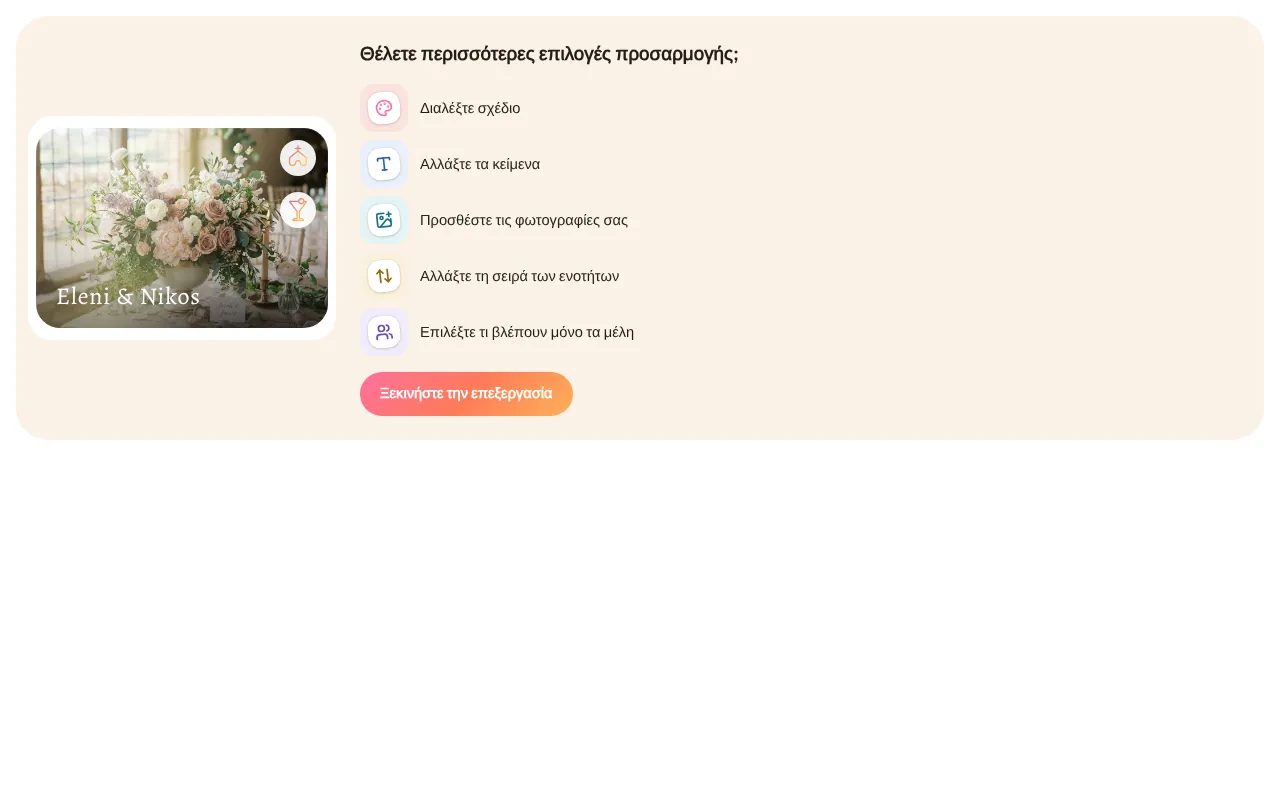 Θέλετε περισσότερες επιλογές προσαρμογής;
Διαλέξτε σχέδιο
Αλλάξτε τα κείμενα
Προσθέστε τις φωτογραφίες σας
Αλλάξτε τη σειρά των ενοτήτων
Επιλέξτε τι βλέπουν μόνο τα μέλη
Ξεκινήστε την επεξεργασία
Eleni & Nikos